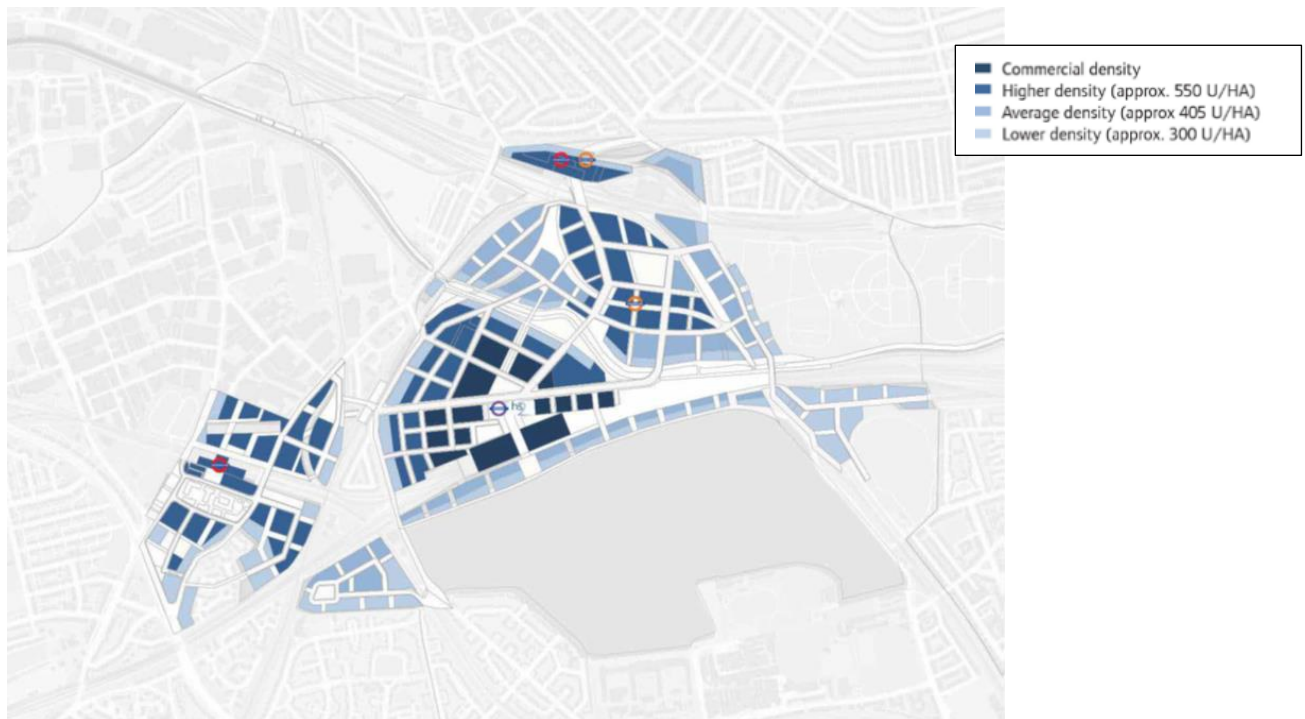 Commercial density
Higher density (approx. 550 U/HA)
Average density (approx 405 U/HA)
Lower density (approx. 300 U/HA)